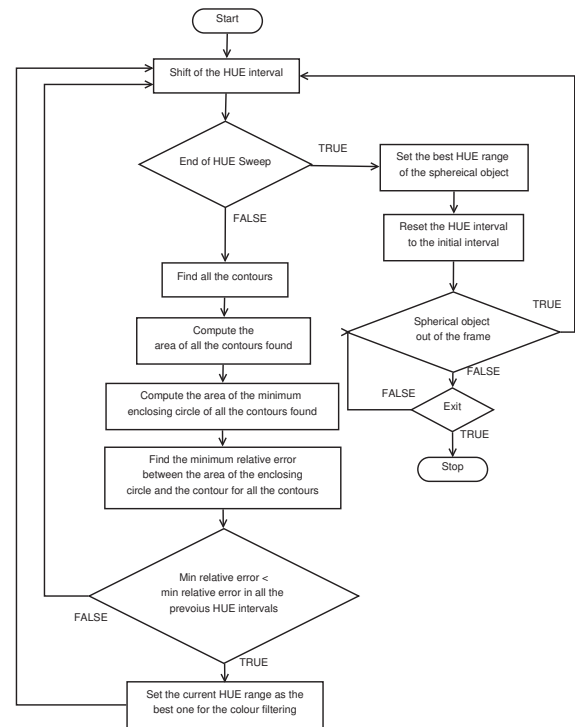 Start
Shift of the HUE interval
End of HUE Sweep
TRUE
FALSE
Set the best HUE range
of the sphereical object
Reset the HUE interval
to the initial interval
Spherical object
out of the frame
TRUE
FALSE
Exit
FALSE
TRUE
Stop
Find all the contours
Compute the
area of all the contours found
Compute the area of the minimum
enclosing circle of all the contours found
Find the minimum relative error
between the area of the enclosing
circle and the contour for all the contours
Min relative error <
min relative error in all the
prevoius HUE intervals
FALSE
TRUE
Set the current HUE range as the
best one for the colour filtering